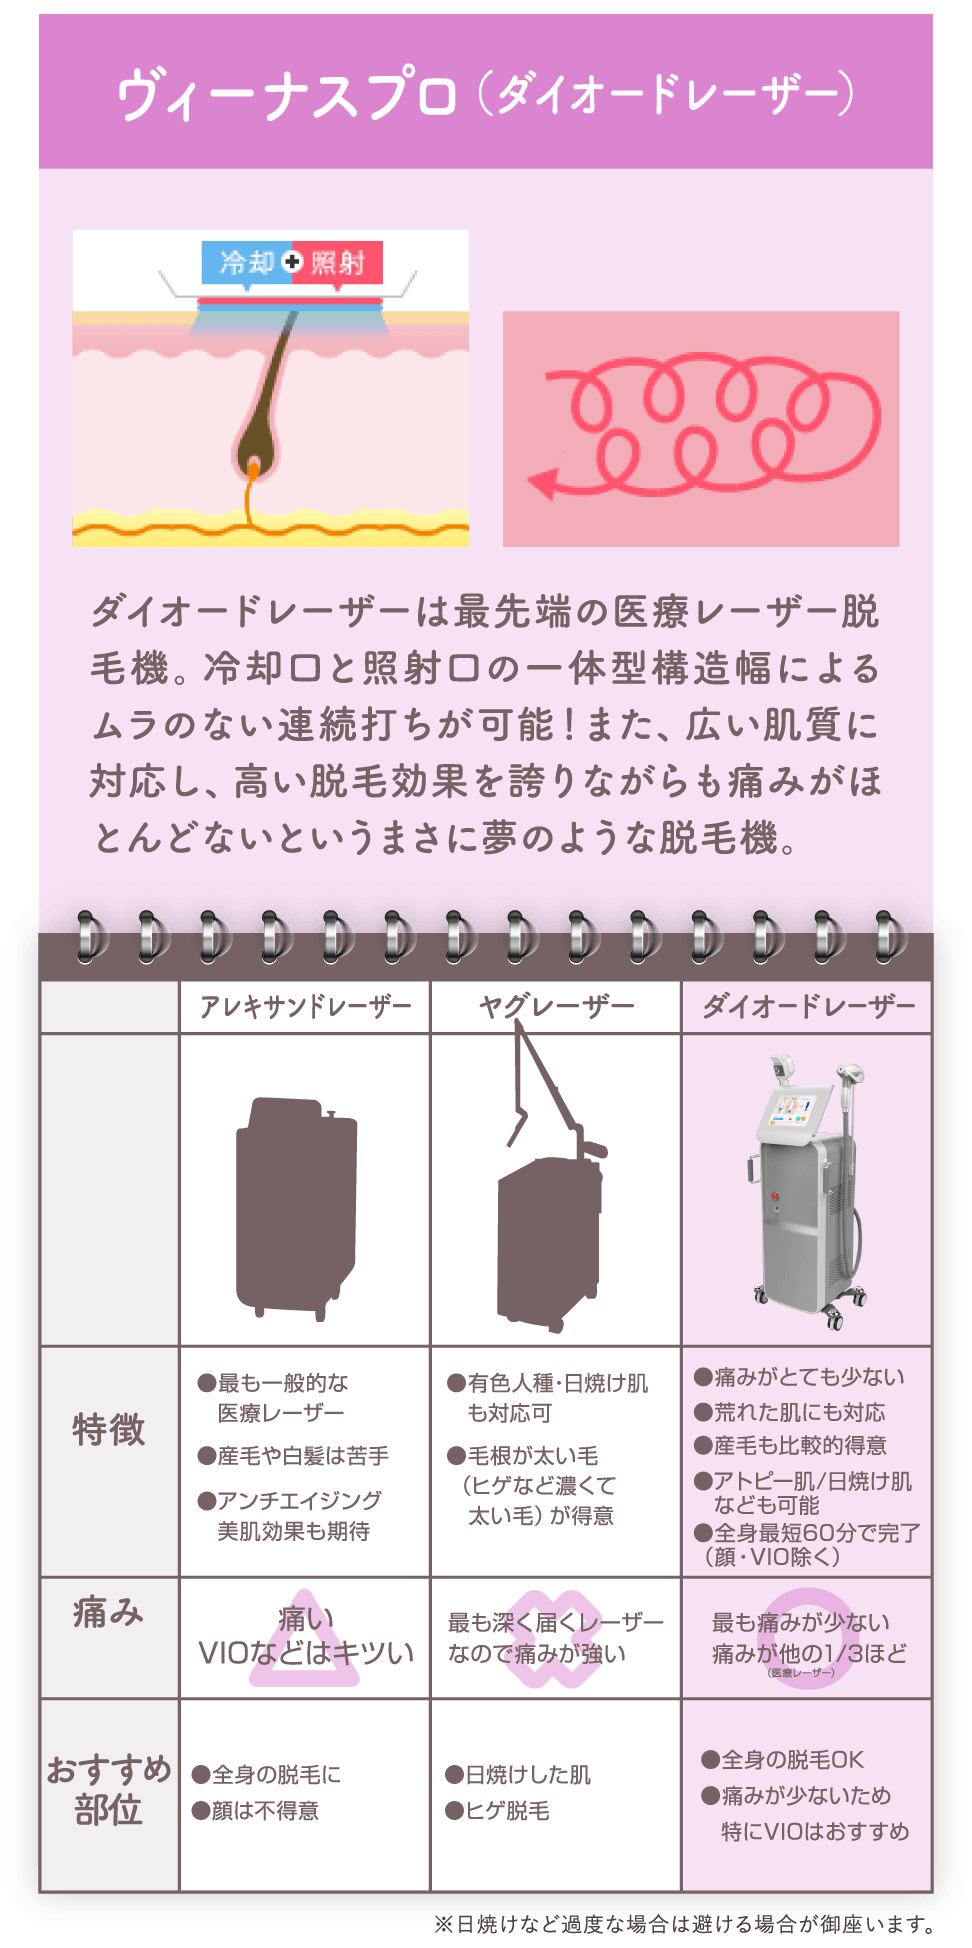 ヴィーナスプロ（ダイオードレーザー）
冷却 + 照射
ダイオードレーザーは最先端の医療レーザー脱
毛機。冷却口と照射口の一体型構造幅による
ムラのない連続打ちが可能！また、広い肌質に
対応し、高い脱毛効果を誇りながらも痛みがほ
とんどないというまさに夢のような脱毛機。
アレキサンドレーザー
ヤグレーザー
ダイオードレーザー
特徴
●最も一般的な
医療レーザー
●産毛や白髪は苦手
●アンチエイジング
美肌効果も期待
●有色人種・日焼け肌
も対応可
●毛根が太い毛
（ヒゲなど濃くて
太い毛）が得意
●痛みがとても少ない
●荒れた肌にも対応
●産毛も比較的得意
●アトピー肌/日焼け肌
なども可能
●全身最短60分で完了
（顔・VIO除く）
痛み
痛い
VIOなどはキツい
最も深く届くレーザー
なので痛みが強い
最も痛みが少ない
痛みが他の1/3ほど
（医療レーザー）
おすすめ
部位
●全身の脱毛に
●顔は不得意
●日焼けした肌
●ヒゲ脱毛
●全身の脱毛OK
●痛みが少ないため
特にVIOはおすすめ
※日焼けなど過度な場合は避ける場合が御座います。